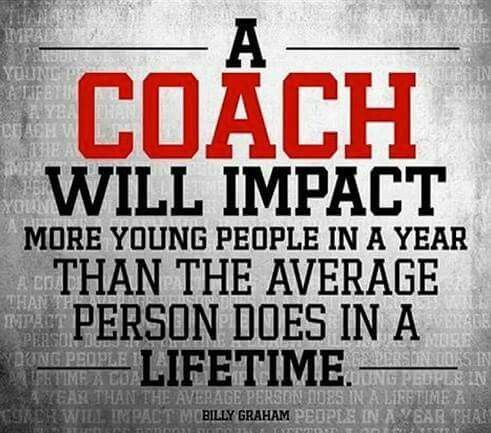 A
COACH
WILL IMPACT
MORE YOUNG PEOPLE IN A YEAR
THAN THE AVERAGE
PERSON DOES IN A
LIFETIME.
BILLY GRAHAM